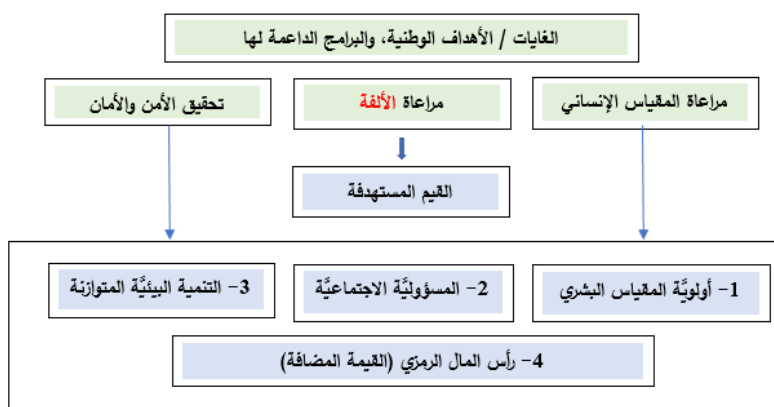 الغايات / الأهداف الوطنية، والبرامج الداعمة لها
مراعاة المقياس الإنساني
مراعاة الألفة
تحقيق الأمن والأمان
القيم المستهدفة
1- أولويَّة المقياس البشري
2- المسؤوليَّة الاجتماعيَّة
3- التنمية البيئيَّة المتوازنة
4- رأس المال الرمزي (القيمة المضافة)